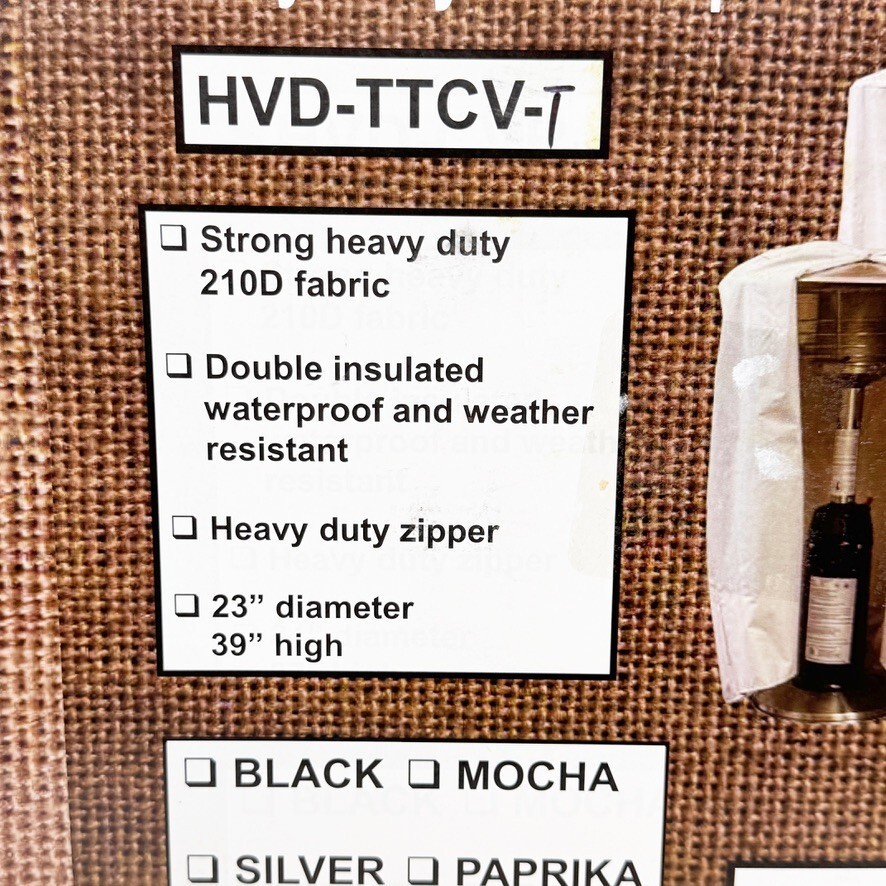 HVD-TTCV-T
❑ Strong heavy duty
210D fabric
❑ Double insulated
waterproof and weather
resistant
❑ Heavy duty zipper
❑ 23” diameter
39” high
❑ BLACK ❑ MOCHA
❑ SILVER ❑ PAPRIKA